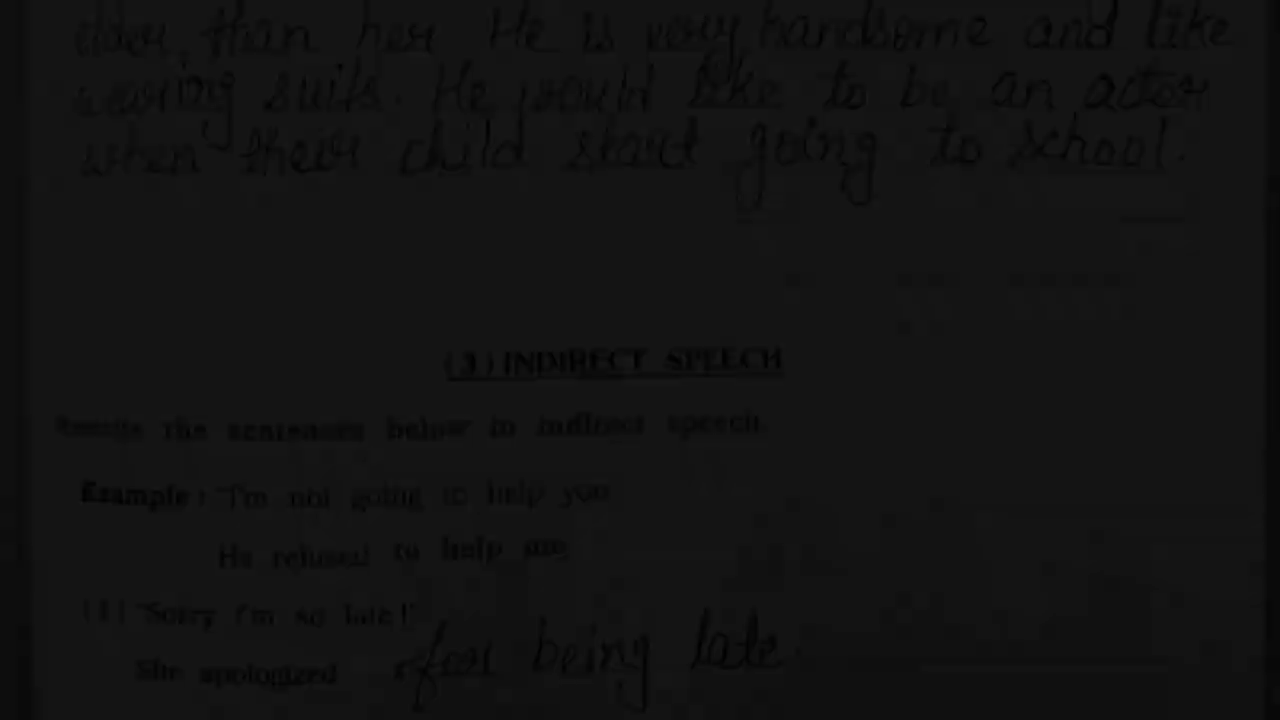 than her. He is very handsome and like
wearing suits. He would like to be an actor
when their child start going to school.
(3) INDIRECT SPEECH
Rewrite the sentences below in indirect speech.
Example: "I'm not going to help you
He refused to help me
(1) "Sorry I'm so late!"
She apologized for being late